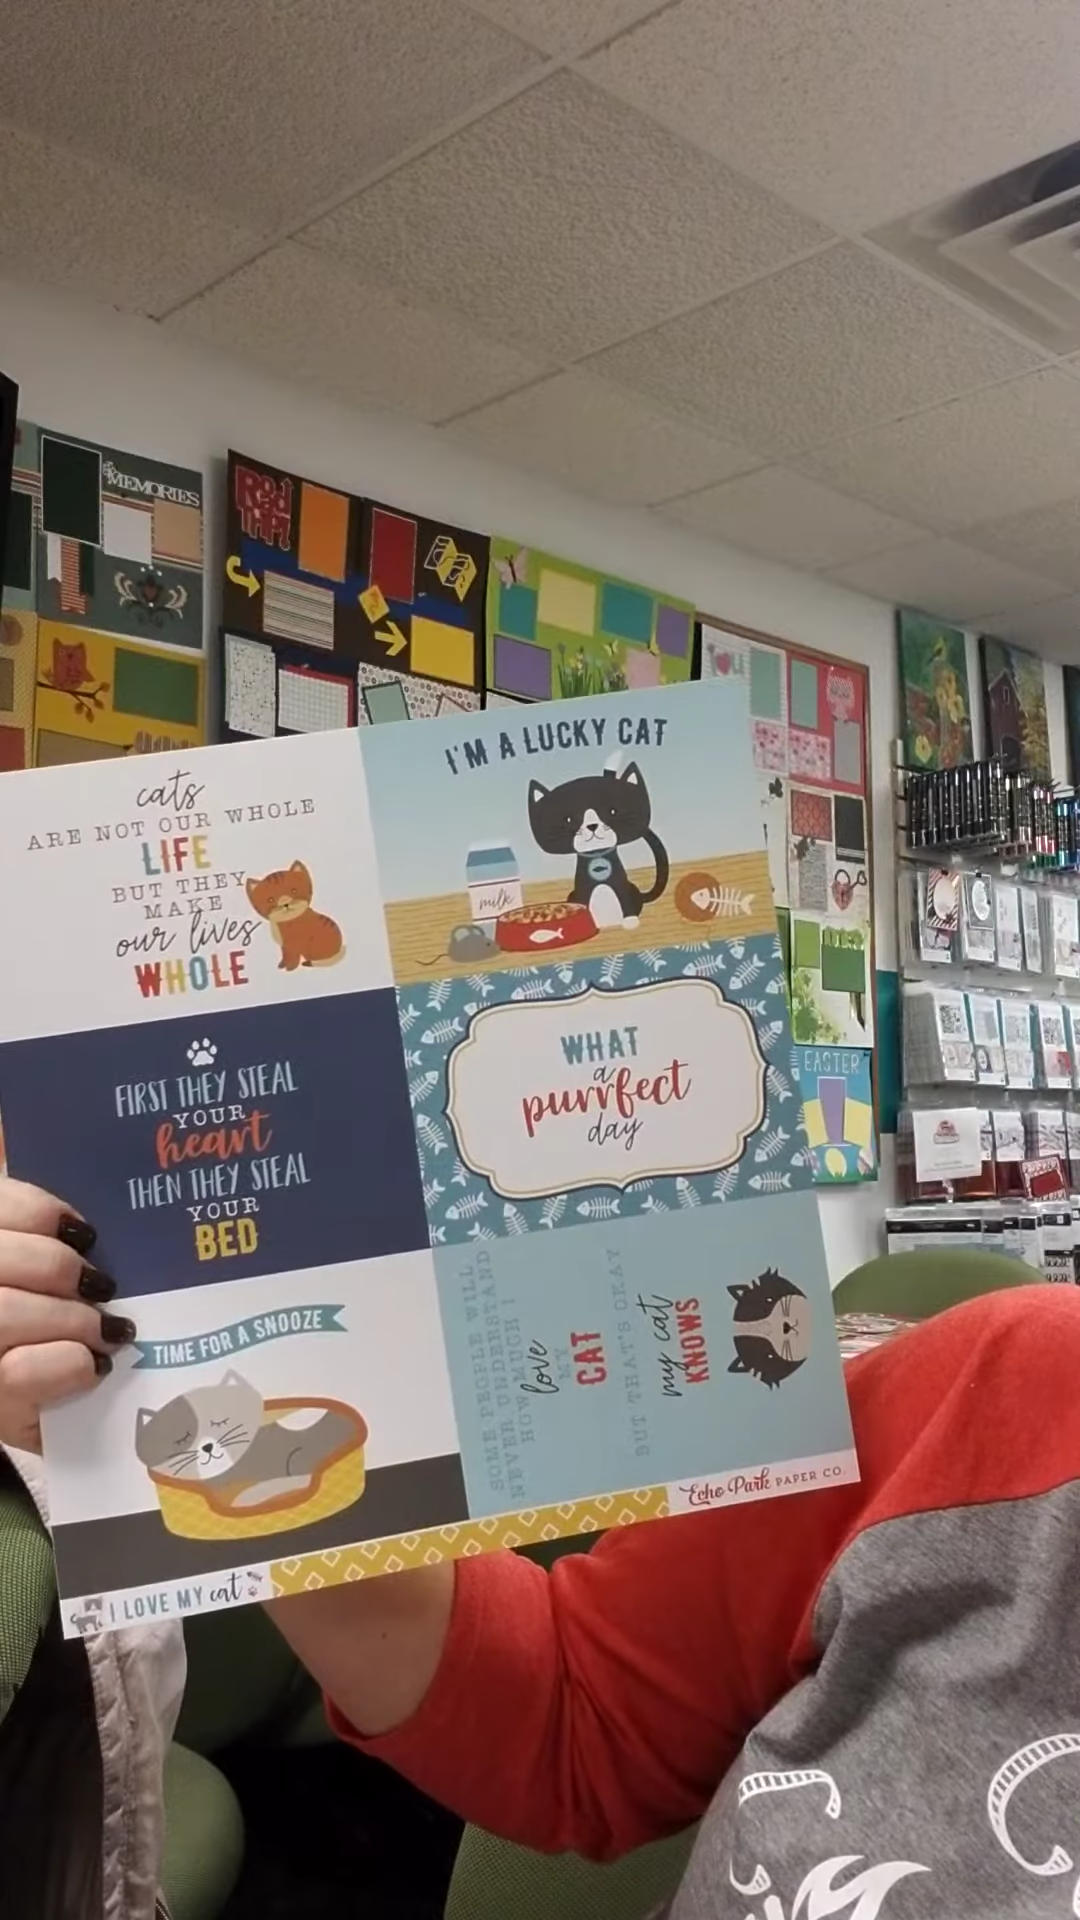 MEMORIES
Road
Trip!
I
U
cats
ARE NOT OUR WHOLE
LIFE
BUT THEY
MAKE
our lives
WHOLE
I'M A LUCKY CAT
milk
FIRST THEY STEAL
YOUR
heart
THEN THEY STEAL
YOUR
BED
WHAT
a
purrfect
day
TIME FOR A SNOOZE
SOME PEOPLE WILL
NEVER UNDERSTAND
HOW MUCH I
love
MY
CAT
BUT THAT'S OKAY
my cat
KNOWS
I LOVE MY cat
Echo Park PAPER CO.
EASTER